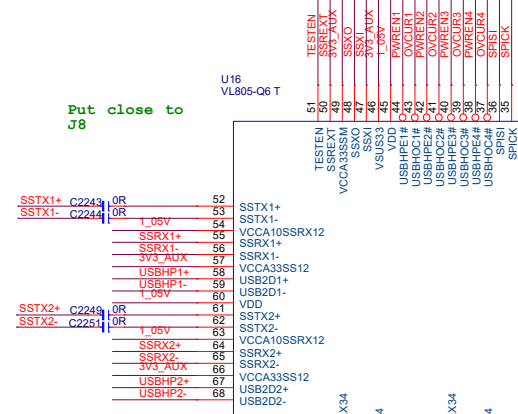 TESTEN
SSREXT
3V3_AUX
SSXO
SSXI
3V3_AUX
1_05V
PWREN1
OVCUR1
PWREN2
OVCUR2
PWREN3
OVCUR3
PWREN4
OVCUR4
SPISI
SPICK
U16
VL805-Q6 T
51
50
49
48
47
46
45
44
43
42
41
40
39
38
37
36
35
Put close to
J8
TESTEN
SSREXT
VCCA33SSM
SSXO
SSXI
VSUS33
VDD
USBHPE1#
USBHOC1#
USBHPE2#
USBHOC2#
USBHPE3#
USBHOC3#
USBHPE4#
USBHOC4#
SPISI
SPICK
SSTX1+ C2243 0R 52 SSTX1+
SSTX1- C2244 0R 53 SSTX1-
1_05V 54 VCCA10SSRX12
SSRX1+ 55 SSRX1+
SSRX1- 56 SSRX1-
3V3_AUX 57 VCCA33SS12
USBHP1+ 58 USB2D1+
USBHP1- 59 USB2D1-
1_05V 60 VDD
SSTX2+ C2249 0R 61 SSTX2+
SSTX2- C2251 0R 62 SSTX2-
1_05V 63 VCCA10SSRX12
SSRX2+ 64 SSRX2+
SSRX2- 65 SSRX2-
3V3_AUX 66 VCCA33SS12
USBHP2+ 67 USB2D2+
USBHP2- 68 USB2D2-
X34
4
X34
4